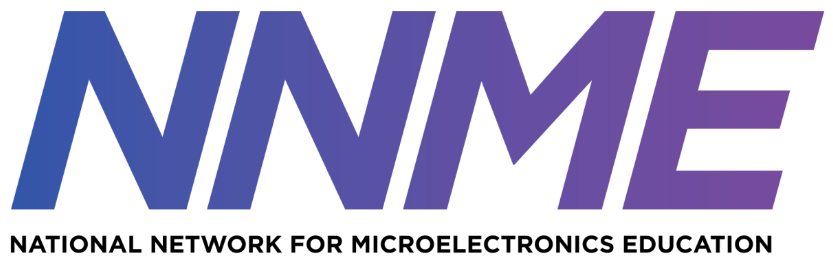 NNME
NATIONAL NETWORK FOR MICROELECTRONICS EDUCATION